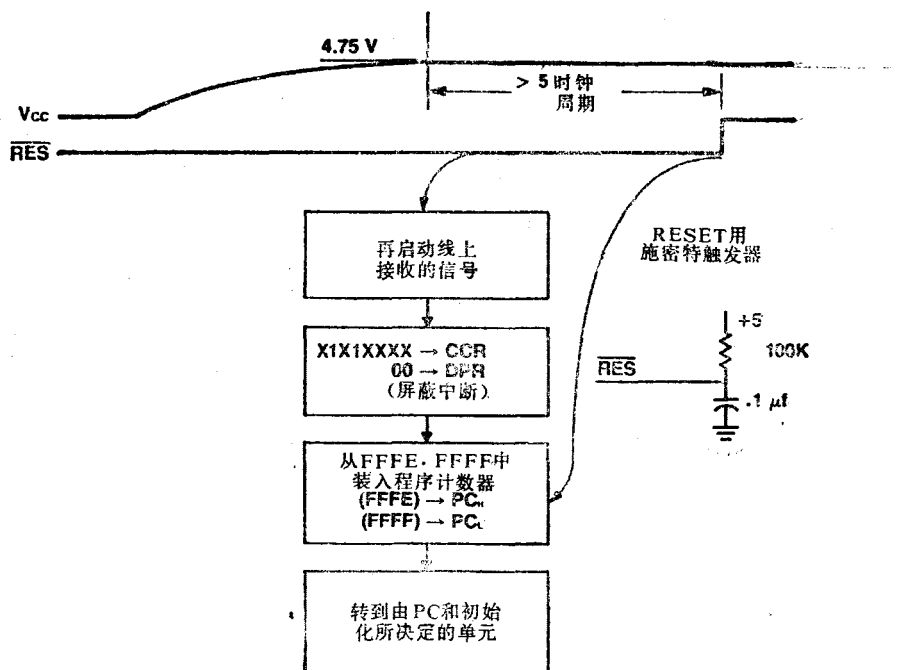 4.75 V
> 5时钟
周期
Vcc
RES
再启动线上
接收的信号
RESET用
施密特触发器
X1X1XXXX → CCR
00 → DPR
(屏蔽中断)
+5
100K
RES
.1 μf
从FFFE.FFFF中
装入程序计数器
(FFFE) → PCH
(FFFF) → PCL
转到由PC和初始
化所决定的单元